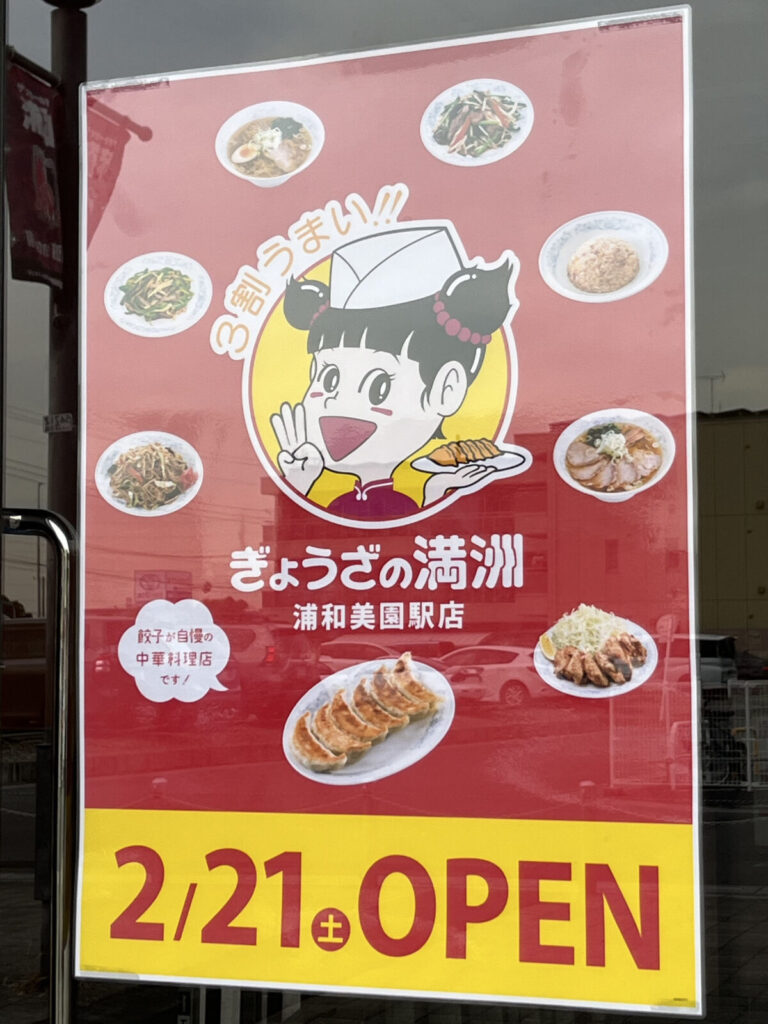 3割うまい!!
ぎょうざの満洲
浦和美園駅店
餃子が自慢の
中華料理店
です!
2/21土OPEN